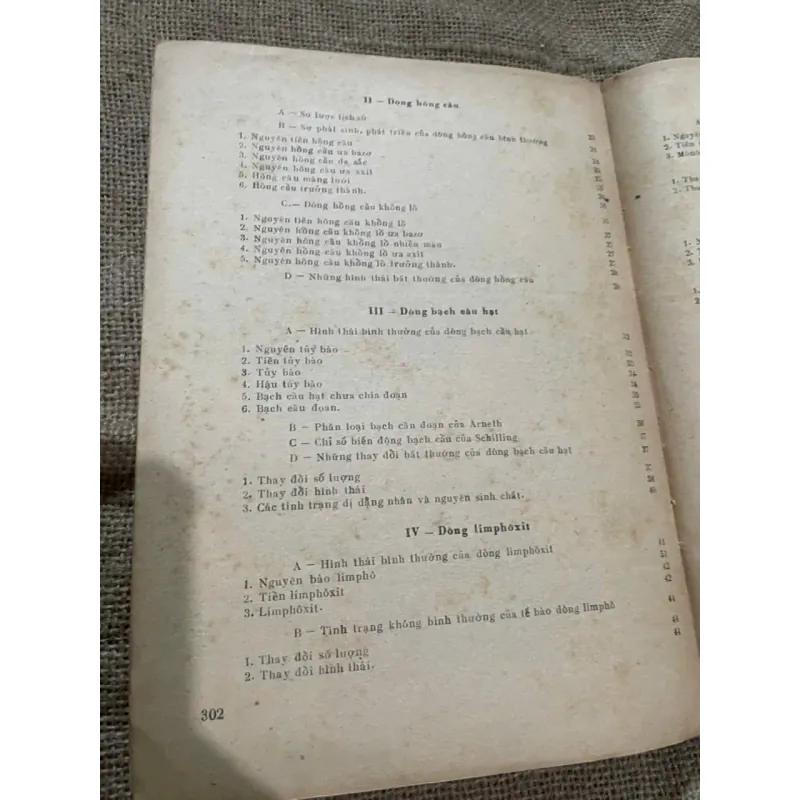 II – Dòng hồng cầu
A – Sơ lược lịch sử
B – Sự phát sinh, phát triển của dòng hồng cầu bình thường
1. Nguyên tiền hồng cầu
2. Nguyên hồng cầu ưa bazơ
3. Nguyên hồng cầu đa sắc
4. Nguyên hồng cầu ưa axit
5. Hồng cầu màng lưới
6. Hồng cầu trưởng thành.
C – Dòng hồng cầu khổng lồ
1. Nguyên tiền hồng cầu khổng lồ
2. Nguyên hồng cầu khổng lồ ưa bazơ
3. Nguyên hồng cầu khổng lồ nhiều màu
4. Nguyên hồng cầu khổng lồ ưa axit
5. Nguyên hồng cầu khổng lồ trưởng thành.
D – Những hình thái bất thường của dòng hồng cầu
III – Dòng bạch cầu hạt
A – Hình thái bình thường của dòng bạch cầu hạt
1. Nguyên tủy bào
2. Tiền tủy bào
3. Tủy bào
4. Hậu tủy bào
5. Bạch cầu hạt chưa chia đoạn
6. Bạch cầu đoạn.
B – Phân loại bạch cầu đoạn của Arneth
C – Chỉ số biến động bạch cầu của Schilling
D – Những thay đổi bất thường của dòng bạch cầu hạt
1. Thay đổi số lượng
2. Thay đổi hình thái
3. Các tình trạng dị dạng nhân và nguyên sinh chất.
IV – Dòng limphôxit
A – Hình thái bình thường của dòng limphôxit
1. Nguyên bào limphô 42
2. Tiền limphôxit 42
3. Limphôxit.
B – Tình trạng không bình thường của tế bào dòng limphô 44
1. Thay đổi số lượng 44
2. Thay đổi hình thái. 44
302